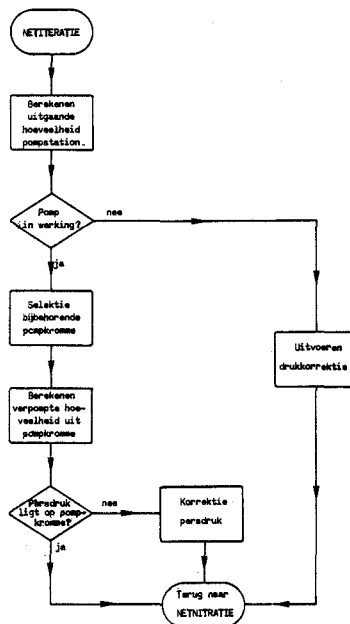 NETITERATIE
Berekenen
uitgaande
hoeveelheid
pompstation.
Pomp
in werking?
nee
ja
Selektie
bijbehorende
pompkromme
Uitvoeren
drukkorrektie
Berekenen
verpompte hoe-
veelheid uit
pompkromme
Persdruk
ligt op pomp-
kromme?
nee
Korrektie
persdruk
ja
Terug naar
NETNITRATIE